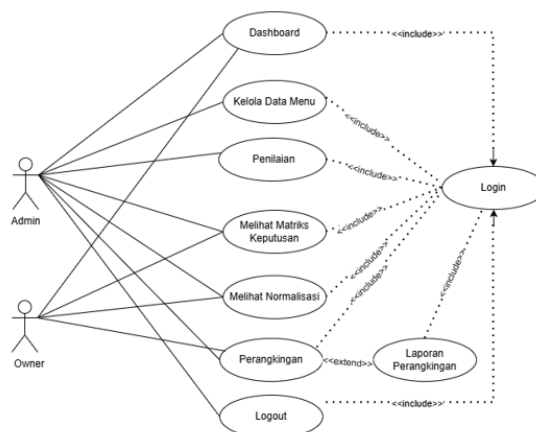 Dashboard
<<include>>
Kelola Data Menu
<<include>>
Penilaian
<<include>>
Login
Admin
Melihat Matriks
Keputusan
<<include>>
<<include>>
<<include>>
<<include>>
Melihat Normalisasi
Owner
Perangkingan
<<extend>>
Laporan
Perangkingan
Logout
<<include>>